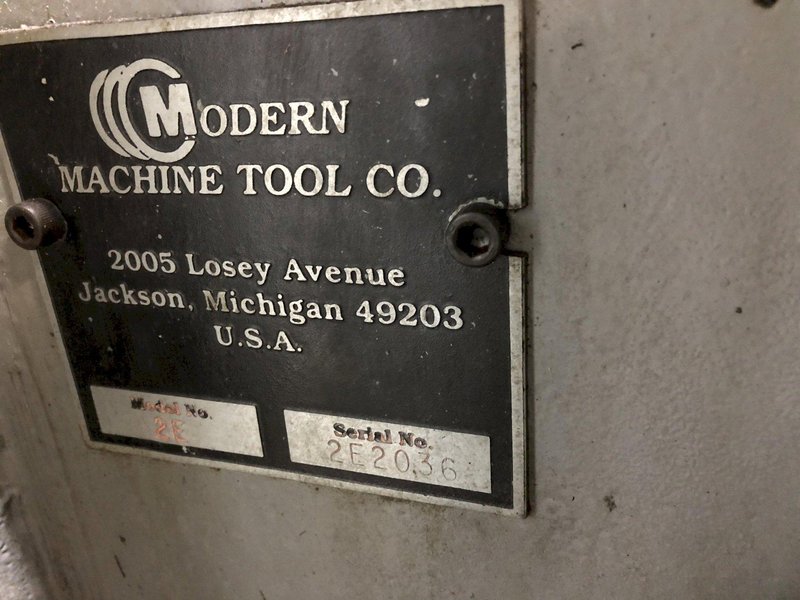 MODERN
MACHINE TOOL CO.
2005 Losey Avenue
Jackson, Michigan 49203
U.S.A.
Model No.
2E
Serial No.
2E2036